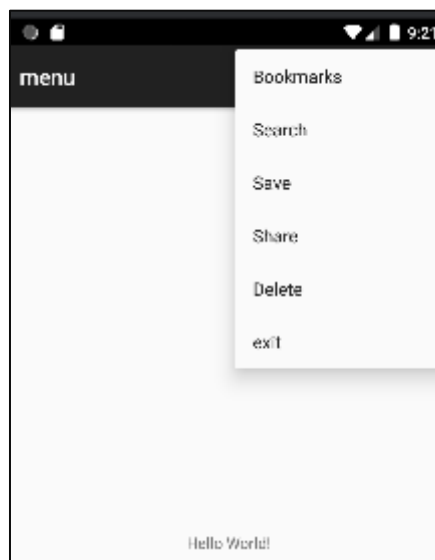 9:21
menu
Bookmarks
Search
Save
Share
Delete
exit
Hello World!